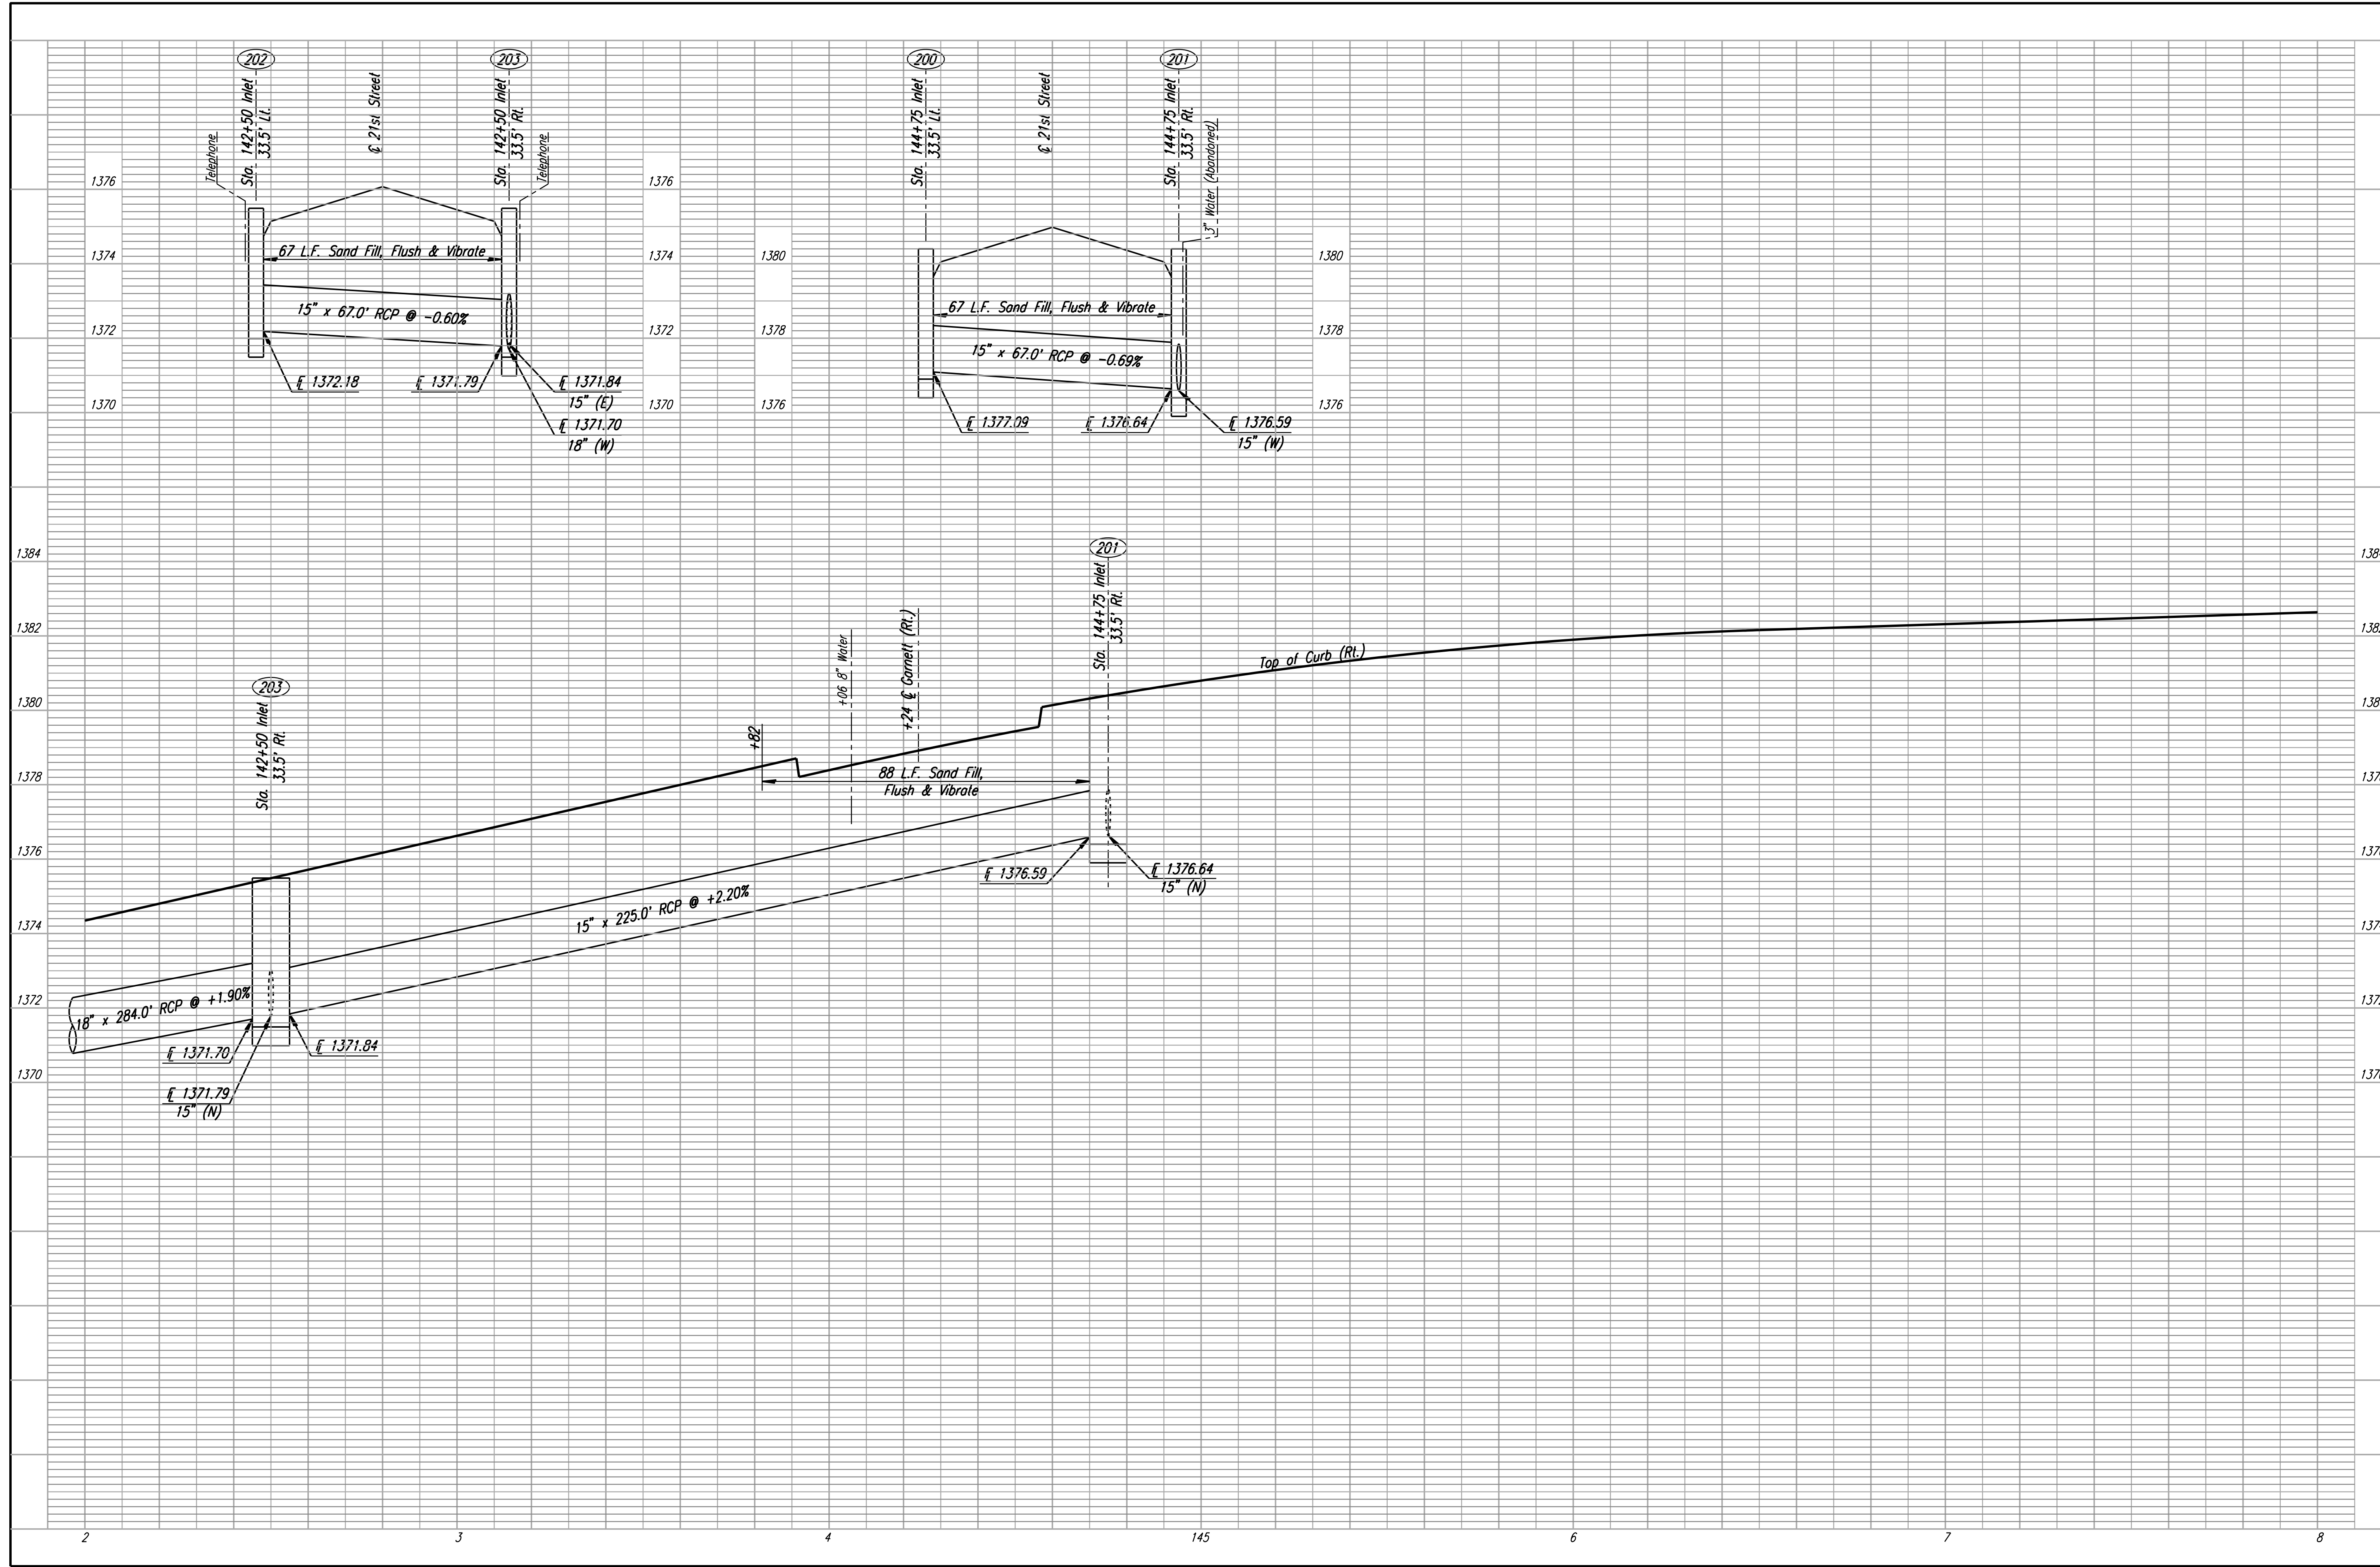 202
Sta. 142+50 Inlet
33.5' Lt.
℄ 21st Street
203
Sta. 142+50 Inlet
33.5' Rt.
Telephone
Telephone
1376
1376
1374
1374
1372
1372
1370
1370
67 L.F. Sand Fill, Flush & Vibrate
15" x 67.0' RCP @ -0.60%
1372.18
1371.79
1371.84
15" (E)
1371.70
18" (W)
200
Sta. 144+75 Inlet
33.5' Lt.
℄ 21st Street
201
Sta. 144+75 Inlet
33.5' Rt.
3" Water (Abandoned)
1380
1380
1378
1378
1376
1376
67 L.F. Sand Fill, Flush & Vibrate
15" x 67.0' RCP @ -0.69%
1377.09
1376.64
1376.59
15" (W)
1384
1382
1380
1378
1376
1374
1372
1370
203
Sta. 142+50 Inlet
33.5' Rt.
+82
+06 8" Water
+24 ℄ Garnett (Rt.)
201
Sta. 144+75 Inlet
33.5' Rt.
Top of Curb (Rt.)
88 L.F. Sand Fill,
Flush & Vibrate
15" x 225.0' RCP @ +2.20%
18" x 284.0' RCP @ +1.90%
1376.59
1376.64
15" (N)
1371.70
1371.84
1371.79
15" (N)
2 3 4 145 6 7 8